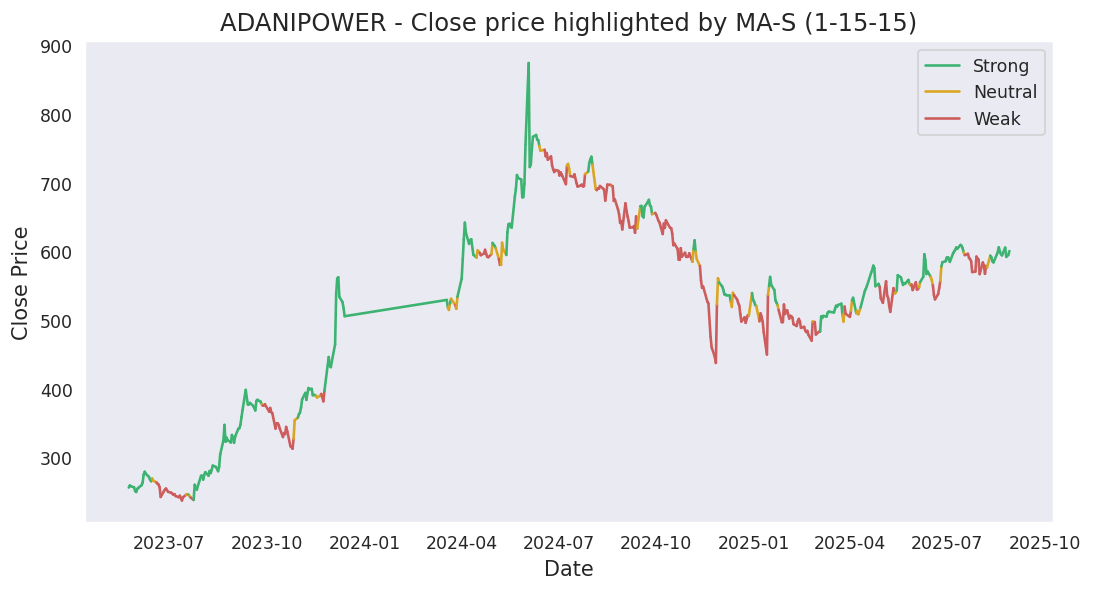 ADANIPOWER - Close price highlighted by MA-S (1-15-15)
Strong
Neutral
Weak
Close Price
900
800
700
600
500
400
300
2023-07
2023-10
2024-01
2024-04
2024-07
2024-10
2025-01
2025-04
2025-07
2025-10
Date